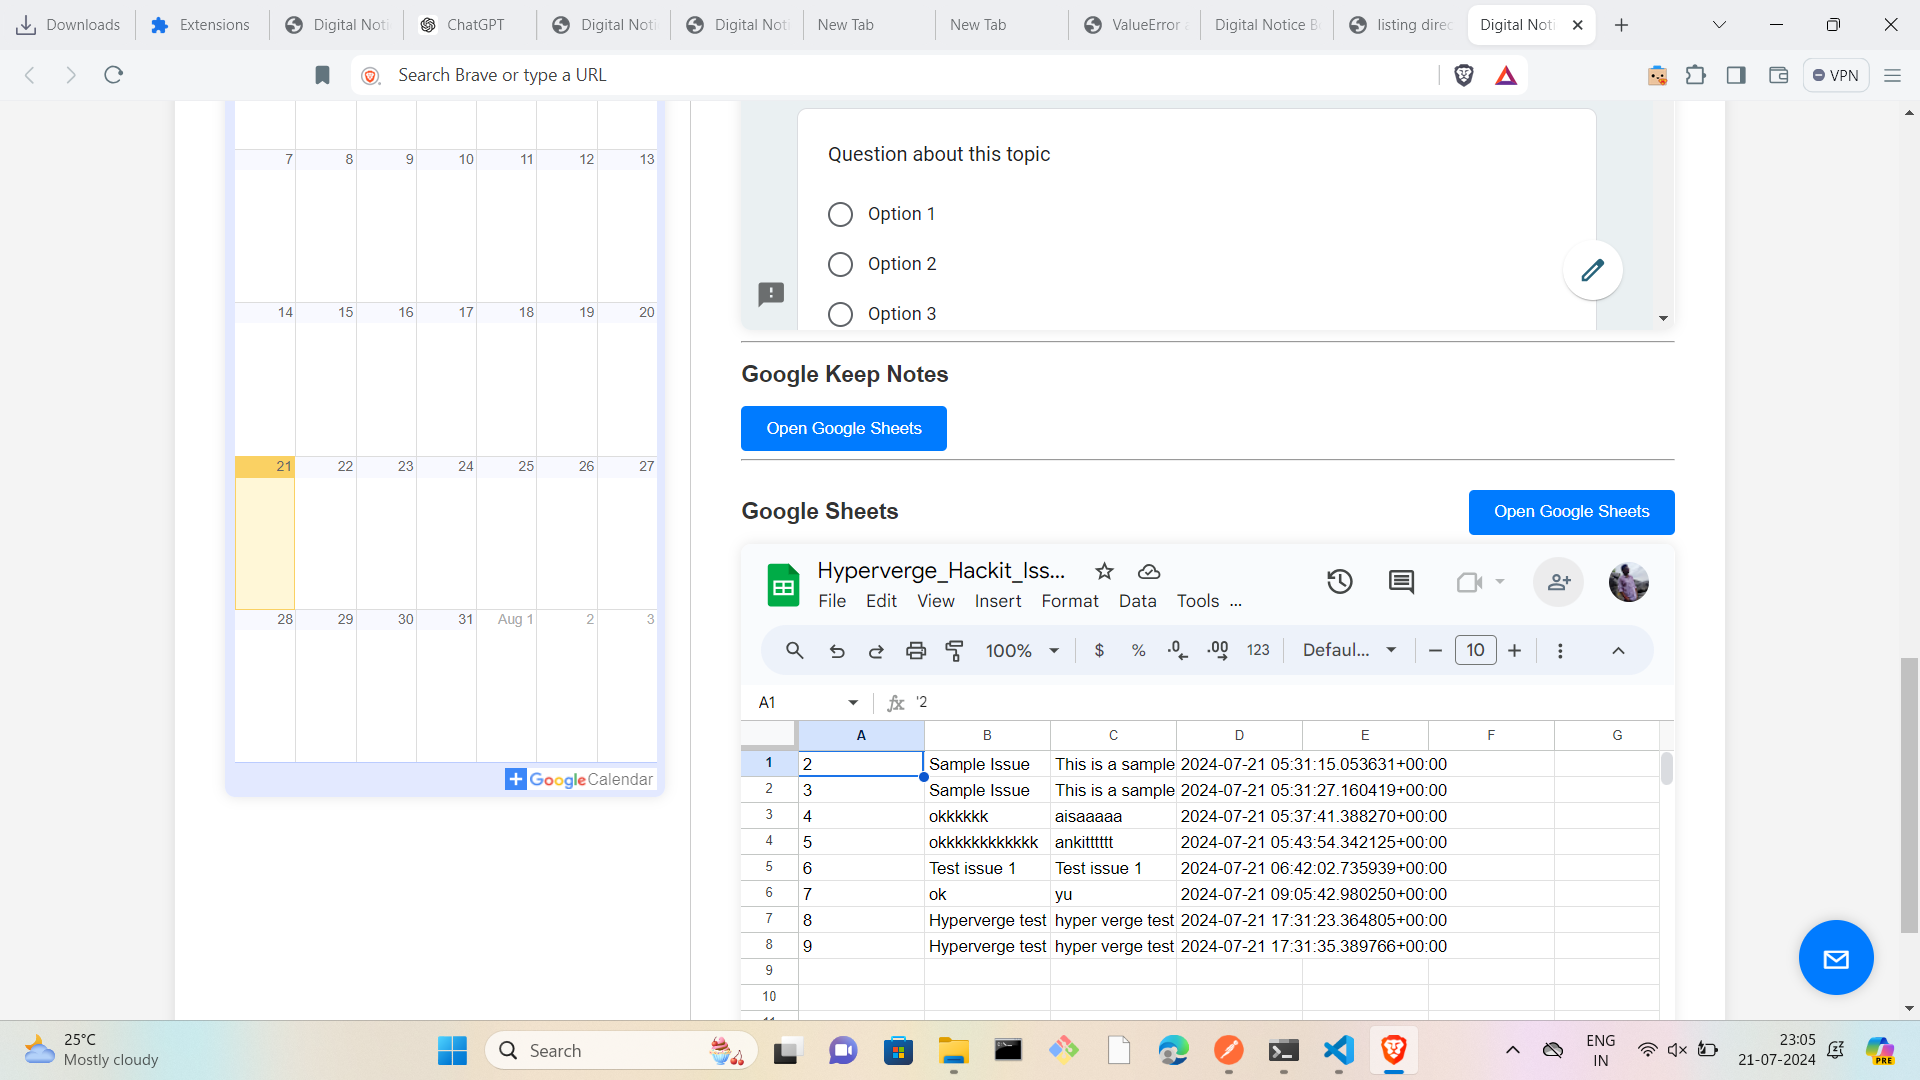 Downloads
Extensions
Digital Noti
ChatGPT
Digital Noti
Digital Noti
New Tab
New Tab
ValueError a
Digital Notice B
listing direc
Digital Noti
Search Brave or type a URL
VPN
7 8 9 10 11 12 13
14 15 16 17 18 19 20
21 22 23 24 25 26 27
28 29 30 31 Aug 1 2 3
Google Calendar
Question about this topic
Option 1
Option 2
Option 3
Google Keep Notes
Open Google Sheets
Google Sheets
Open Google Sheets
Hyperverge_Hackit_Iss...
File Edit View Insert Format Data Tools ...
100% $ % .0 .00 123 Defaul... 10
A1 fx '2
A B C D E F G
1 2 Sample Issue This is a sample 2024-07-21 05:31:15.053631+00:00
2 3 Sample Issue This is a sample 2024-07-21 05:31:27.160419+00:00
3 4 okkkkkk aisaaaaa 2024-07-21 05:37:41.388270+00:00
4 5 okkkkkkkkkkkk ankittttttt 2024-07-21 05:43:54.342125+00:00
5 6 Test issue 1 Test issue 1 2024-07-21 06:42:02.735939+00:00
6 7 ok yu 2024-07-21 09:05:42.980250+00:00
7 8 Hyperverge test hyper verge test 2024-07-21 17:31:23.364805+00:00
8 9 Hyperverge test hyper verge test 2024-07-21 17:31:35.389766+00:00
9
10
25°C
Mostly cloudy
Search
ENG
IN
23:05
21-07-2024
PRE